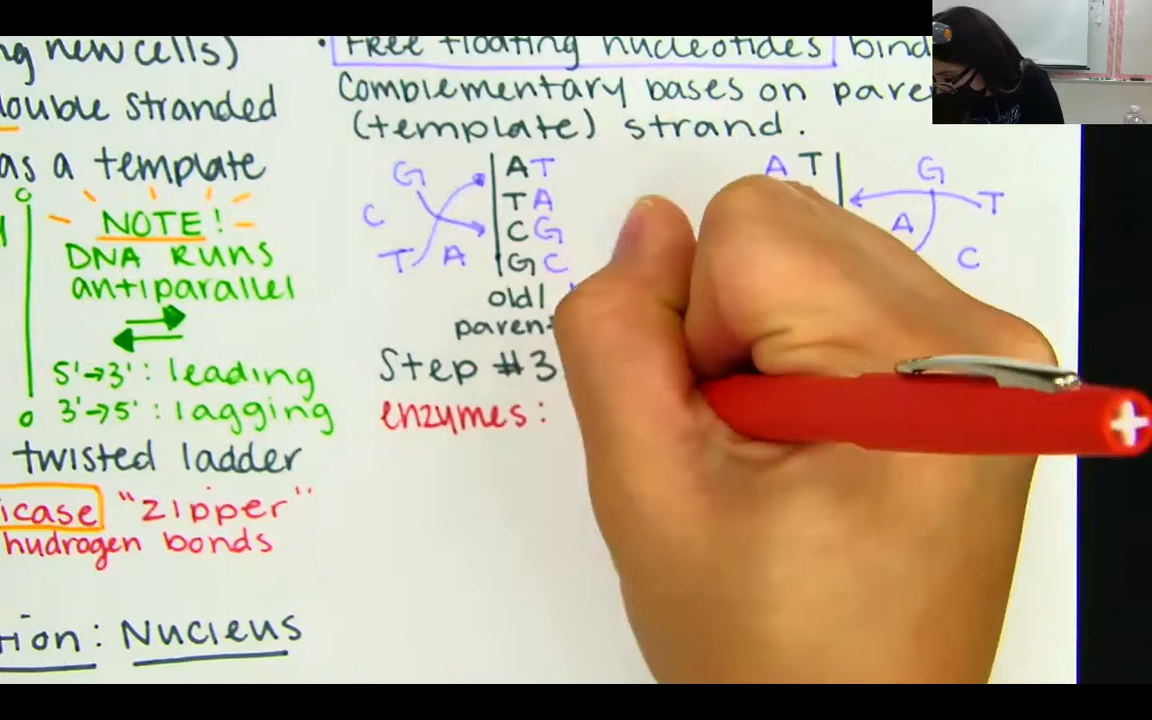 ng new cells)
double stranded
as a template
NOTE!
DNA RUNS
antiparallel
5'→3': leading
3'→5': lagging
twisted ladder
icase "zipper"
hydrogen bonds
tion: Nucleus
• Free floating nucleotides bind
Complementary bases on pare
(template) strand.
G
C
T A
A T
T A
C G
G C
old/
paren
A T
G
T
A
C
Step #3
enzymes: